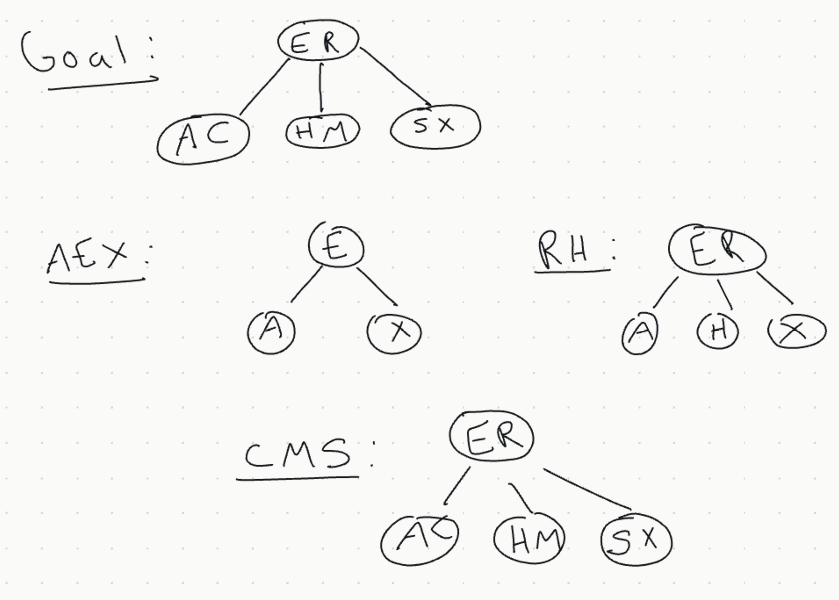 Goal: ER
AC HM SX
AEX: E
A X
RH: ER
A H X
CMS: ER
AC HM SX